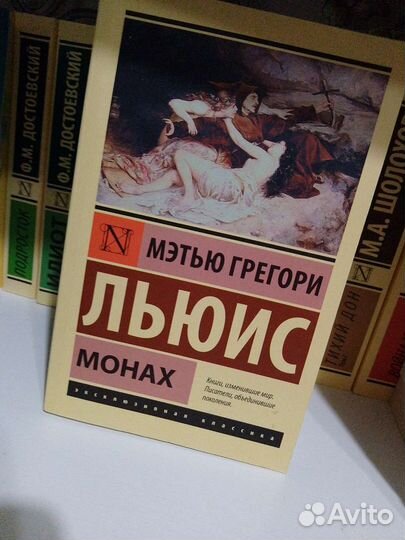 Ф.М. ДОСТОЕВСКИЙ
ПОДРОСТОК
Ф.М. ДОСТОЕВСКИЙ
ИДИОТ
N
МЭТЬЮ ГРЕГОРИ
ЛЬЮИС
МОНАХ
Книги, изменившие мир.
Писатели, объединившие
поколения.
эксклюзивная классика
М.А. ШОЛОХОВ
ТИХИЙ ДОН
Avito